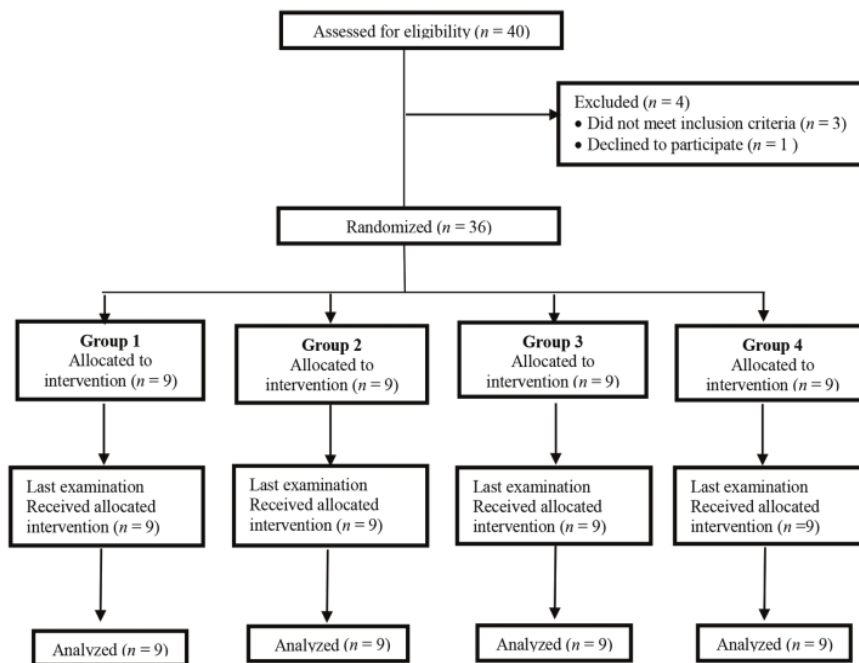 Assessed for eligibility (n = 40)
Excluded (n = 4)
• Did not meet inclusion criteria (n = 3)
• Declined to participate (n = 1 )
Randomized (n = 36)
Group 1
Allocated to
intervention (n = 9)
Group 2
Allocated to
intervention (n = 9)
Group 3
Allocated to
intervention (n = 9)
Group 4
Allocated to
intervention (n = 9)
Last examination
Received allocated
intervention (n = 9)
Last examination
Received allocated
intervention (n = 9)
Last examination
Received allocated
intervention (n = 9)
Last examination
Received allocated
intervention (n =9)
Analyzed (n = 9)
Analyzed (n = 9)
Analyzed (n = 9)
Analyzed (n = 9)